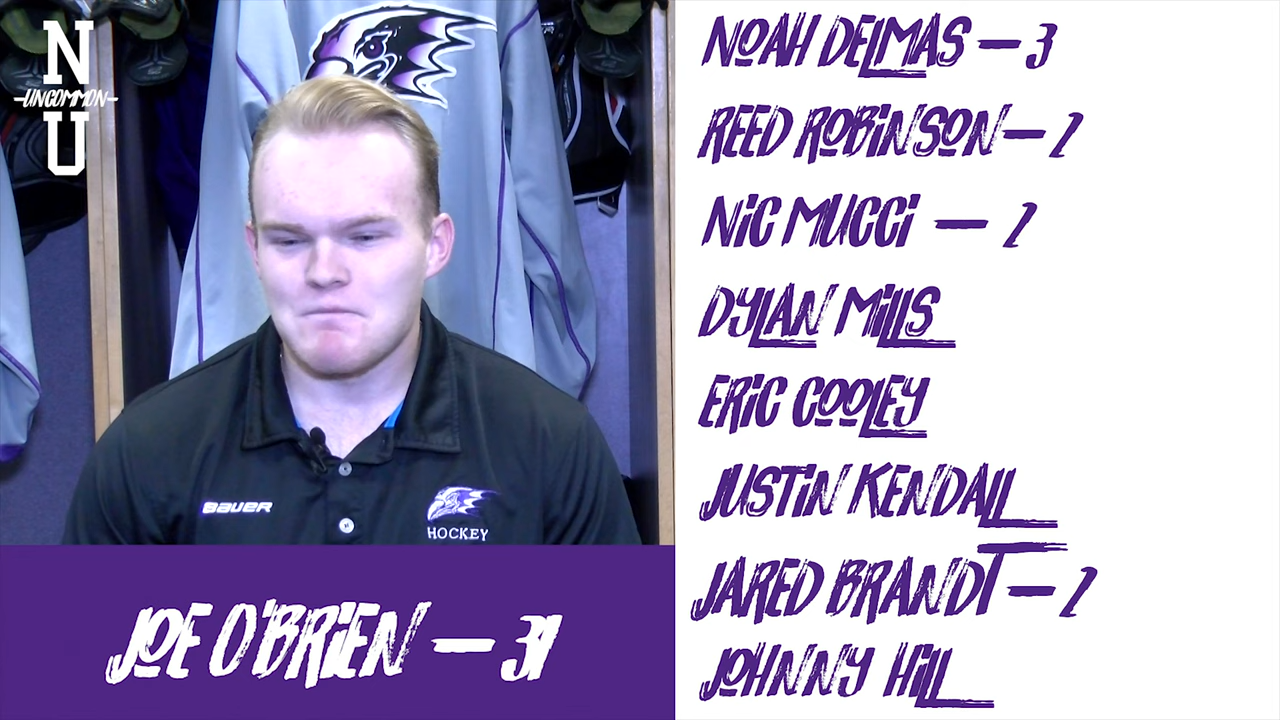 N
UNCOMMON
U
BAUER
HOCKEY
JOE O'BRIEN — 31
NOAH DELMAS — 3
REED ROBINSON — 2
NIC MUCCI — 2
DYLAN MILLS
ERIC COOLEY
JUSTIN KENDALL
JARED BRANDT — 2
JOHNNY HILL